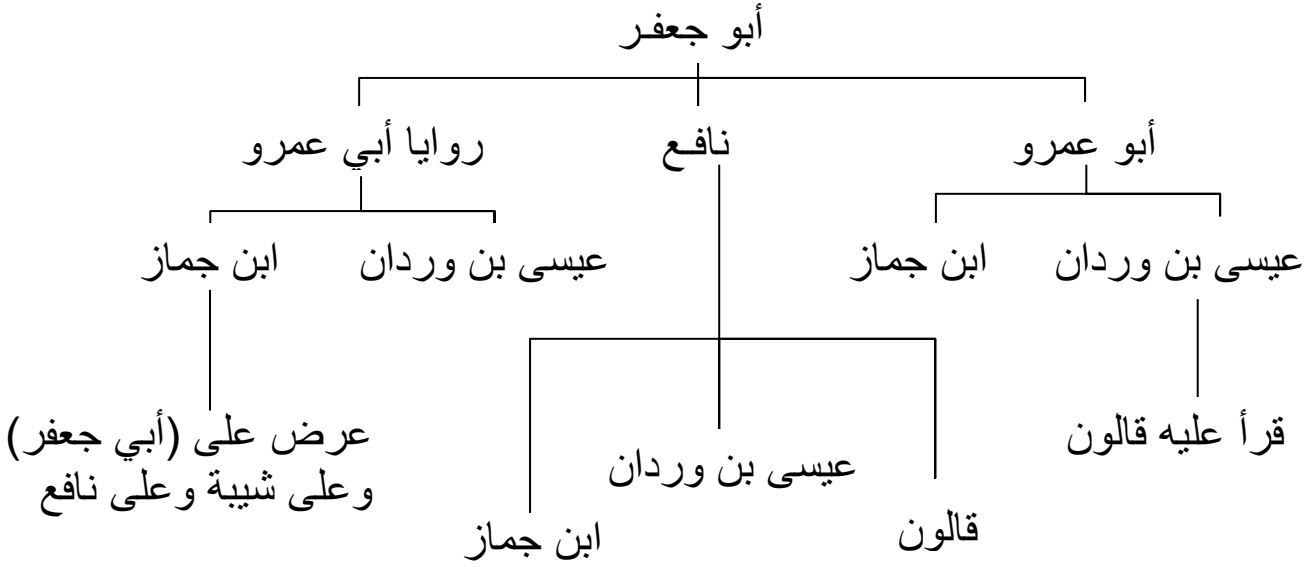 أبو جعفر
أبو عمرو
نافع
روايا أبي عمرو
عيسى بن وردان
ابن جماز
عيسى بن وردان
ابن جماز
قرأ عليه قالون
قالون
عيسى بن وردان
ابن جماز
عرض على (أبي جعفر)
وعلى شيبة وعلى نافع